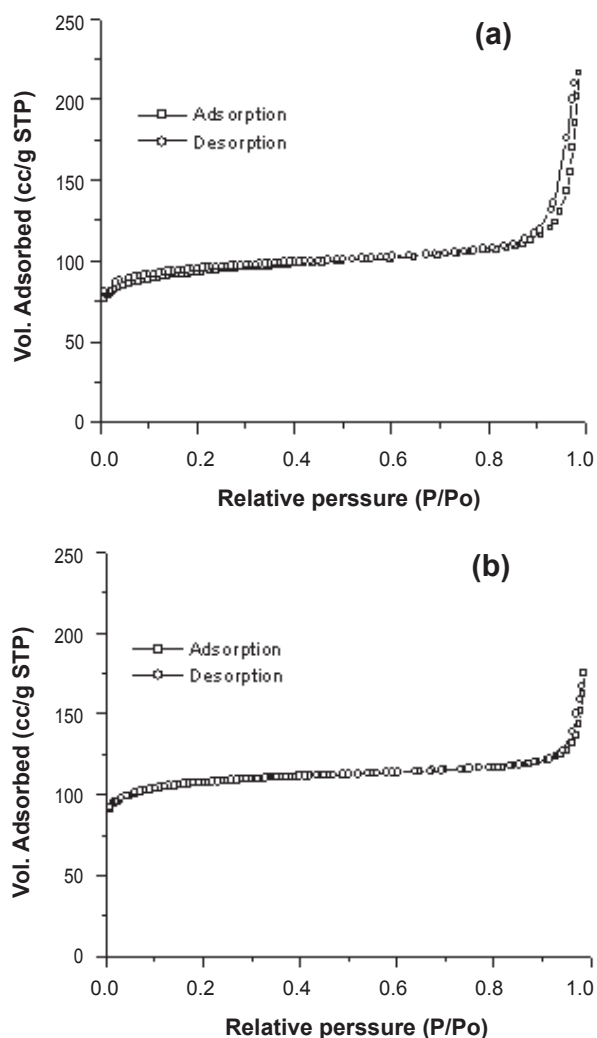 (a)
250
200
150
100
50
0
Vol. Adsorbed (cc/g STP)
Adsorption
Desorption
0.0 0.2 0.4 0.6 0.8 1.0
Relative perssure (P/Po)
(b)
250
200
150
100
50
0
Vol. Adsorbed (cc/g STP)
Adsorption
Desorption
0.0 0.2 0.4 0.6 0.8 1.0
Relative perssure (P/Po)